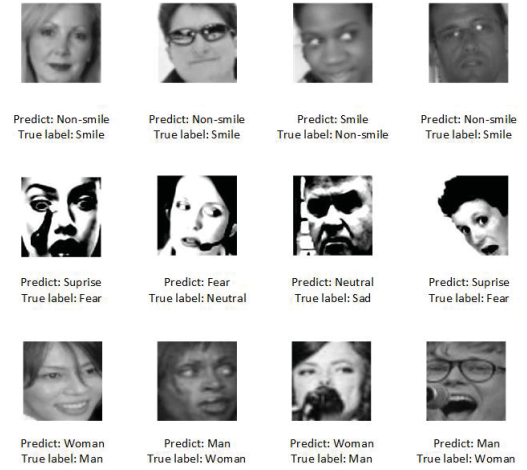 Predict: Non-smile
True label: Smile
Predict: Non-smile
True label: Smile
Predict: Smile
True label: Non-smile
Predict: Non-smile
True label: Smile
Predict: Suprise
True label: Fear
Predict: Fear
True label: Neutral
Predict: Neutral
True label: Sad
Predict: Suprise
True label: Fear
Predict: Woman
True label: Man
Predict: Man
True label: Woman
Predict: Woman
True label: Man
Predict: Man
True label: Woman